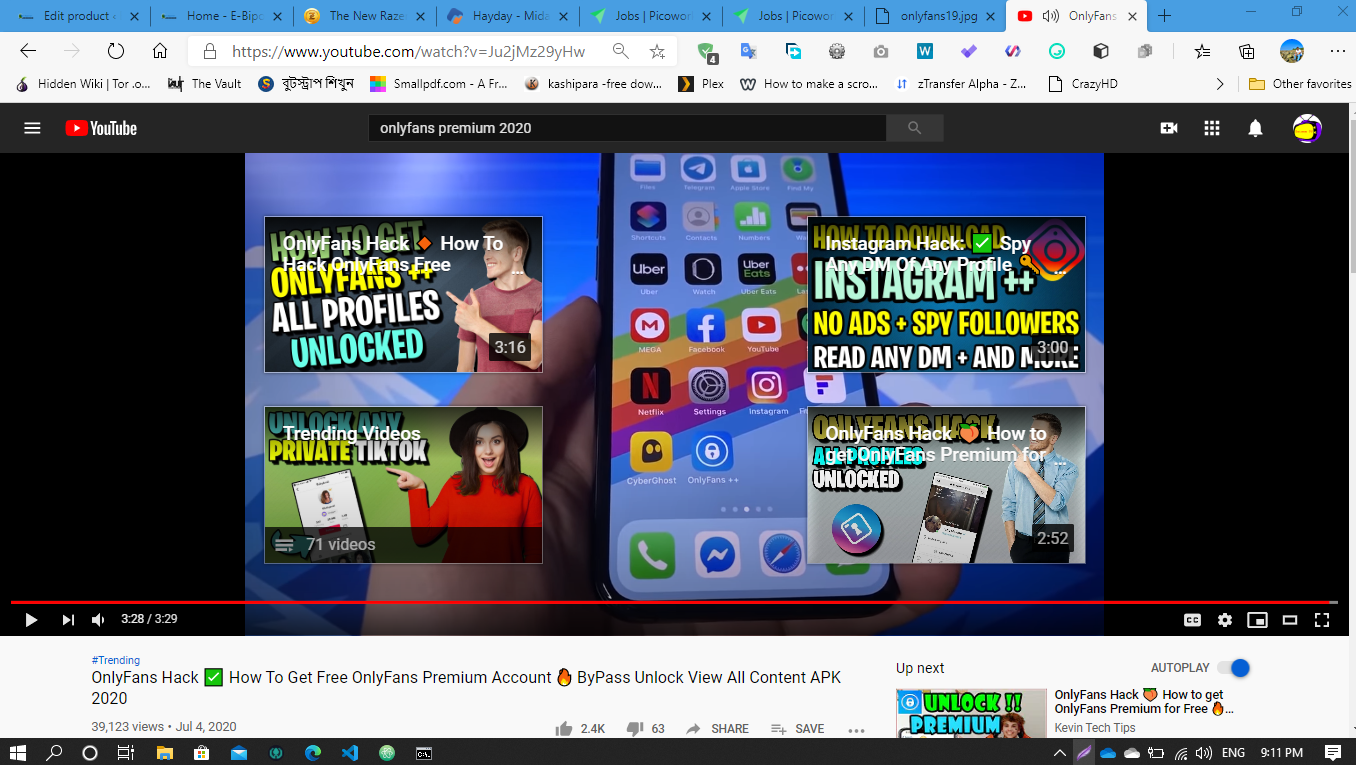 Edit product
Home - E-Bipo
The New Raze
Hayday - Mida
Jobs | Picowor
Jobs | Picowor
onlyfans19.jpg
OnlyFans
https://www.youtube.com/watch?v=Ju2jMz29yHw
4
Hidden Wiki | Tor .o...
The Vault
বুটস্ট্রাপ শিখুন
Smallpdf.com - A Fr...
kashipara -free dow...
Plex
How to make a scro...
zTransfer Alpha - Z...
CrazyHD
Other favorites
YouTube
onlyfans premium 2020
Files
Telegram
Apple Store
Find My
Shortcuts
Contacts
Numbers
Uber
Uber
Watch
Uber Eats
Uber Eats
MEGA
Facebook
YouTube
Netflix
Settings
Instagram
CyberGhost
OnlyFans ++
HOW TO GET
ONLYFANS ++
ALL PROFILES
UNLOCKED
OnlyFans Hack 🔸 How To
Hack OnlyFans Free ...
3:16
HOW TO DOWNLOAD
INSTAGRAM ++
NO ADS + SPY FOLLOWERS
READ ANY DM + AND MORE
Instagram Hack: ✅ Spy
Any DM Of Any Profile 🔑 ...
3:00
UNLOCK ANY
PRIVATE TIKTOK
Trending Videos
71 videos
ONLYFANS HACK
ALL PROFILES
UNLOCKED
OnlyFans Hack 🍑 How to
get OnlyFans Premium for ...
2:52
3:28 / 3:29
CC
#Trending
OnlyFans Hack ✅ How To Get Free OnlyFans Premium Account 🔥 ByPass Unlock View All Content APK
2020
39,123 views • Jul 4, 2020
2.4K
63
SHARE
SAVE
Up next
AUTOPLAY
UNLOCK !!
PREMIUM
OnlyFans Hack 🍑 How to get
OnlyFans Premium for Free 🔥...
Kevin Tech Tips
ENG
9:11 PM